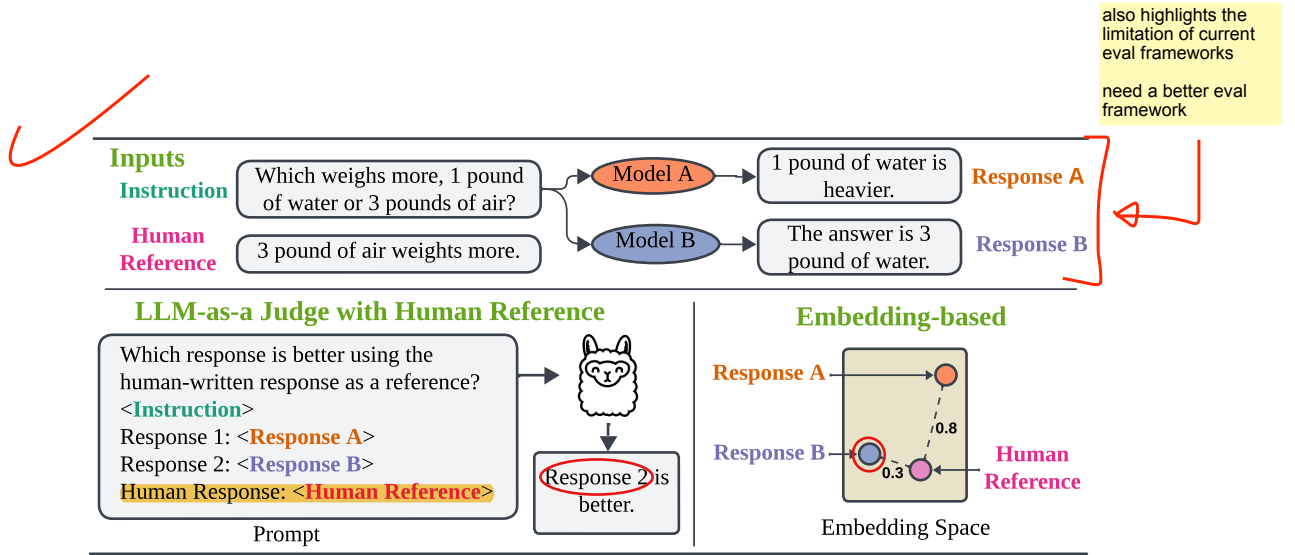 also highlights the
limitation of current
eval frameworks
need a better eval
framework
Inputs
Instruction
Which weighs more, 1 pound
of water or 3 pounds of air?
Model A
1 pound of water is
heavier.
Response A
Human
Reference
3 pound of air weights more.
Model B
The answer is 3
pound of water.
Response B
LLM-as-a Judge with Human Reference
Which response is better using the
human-written response as a reference?
<Instruction>
Response 1: <Response A>
Response 2: <Response B>
Human Response: <Human Reference>
Prompt
Response 2 is
better.
Embedding-based
Response A
0.8
Response B
0.3
Human
Reference
Embedding Space